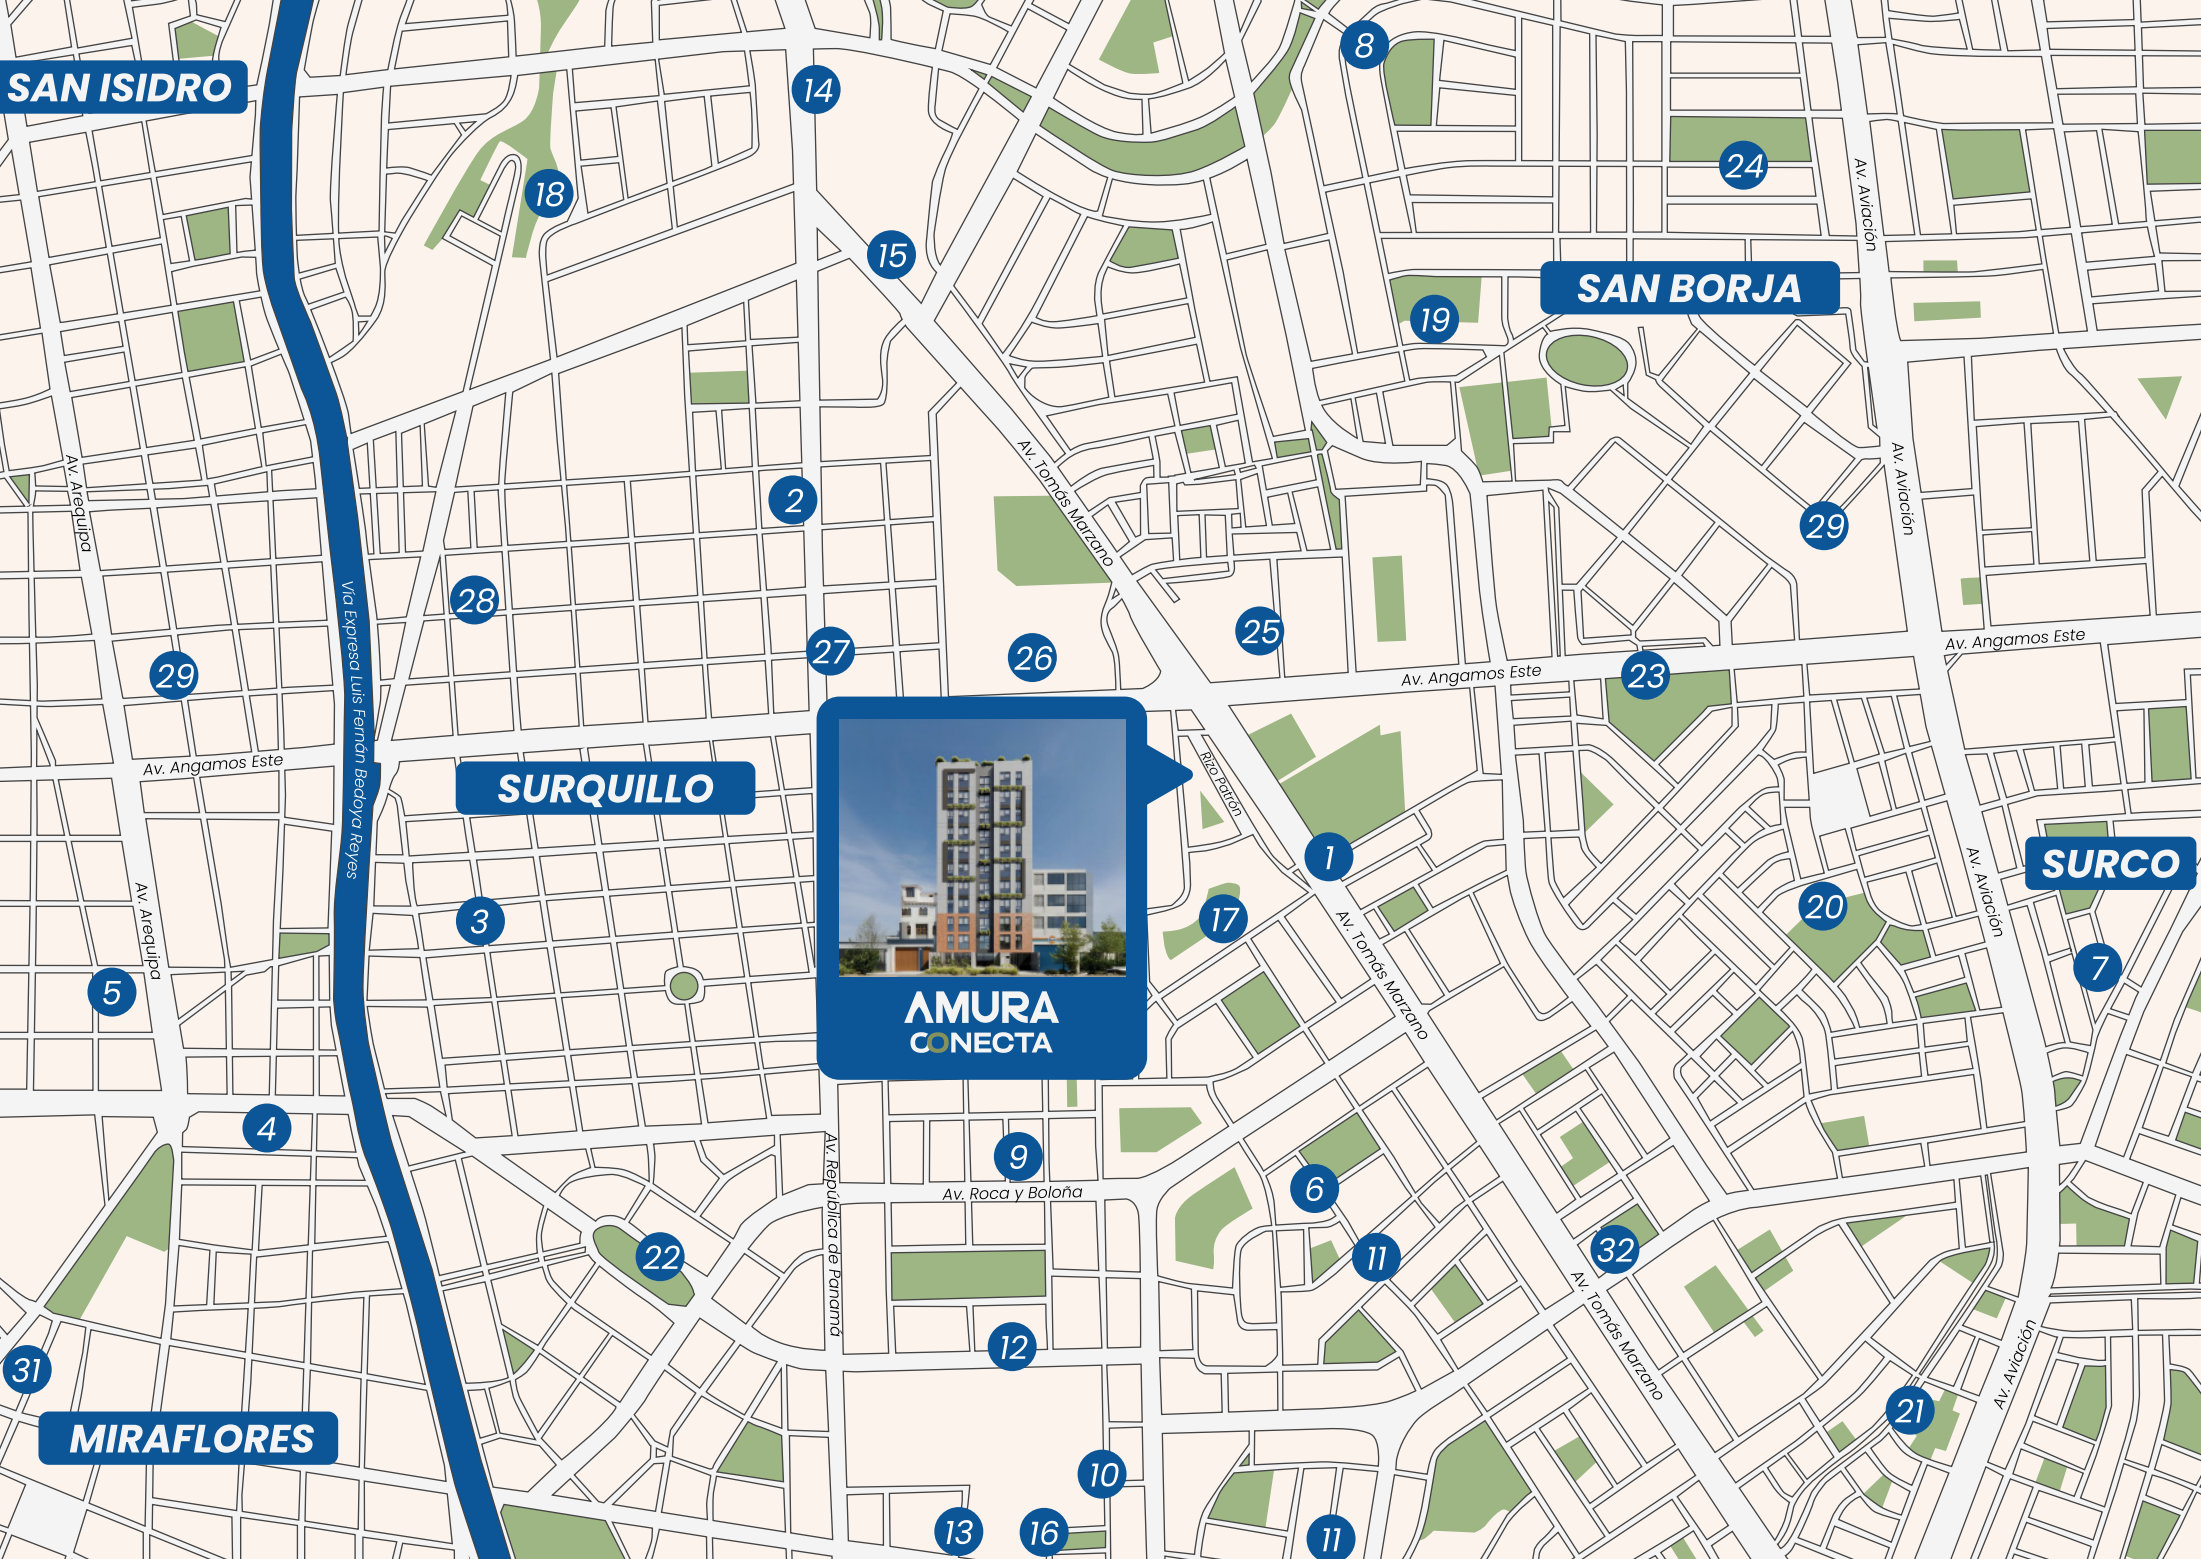 8
SAN ISIDRO
14
24
18
Av. Aviación
15
SAN BORJA
19
Av. Arequipa
Av. Tomás Marzano
Av. Aviación
2
29
28
25
27
26
29
Av. Angamos Este
Av. Angamos Este
23
Vía Expresa Luis Fernán Bedoya Reyes
Av. Angamos Este
SURQUILLO
Rizo Patrón
1
SURCO
Av. Arequipa
3
17
20
Av. Aviación
Av. Tomás Marzano
7
5
AMURA
CONECTA
4
9
Av. República de Panamá
Av. Roca y Boloña
6
22
11
32
Av. Tomás Marzano
12
31
Av. Aviación
21
MIRAFLORES
10
13
16
11